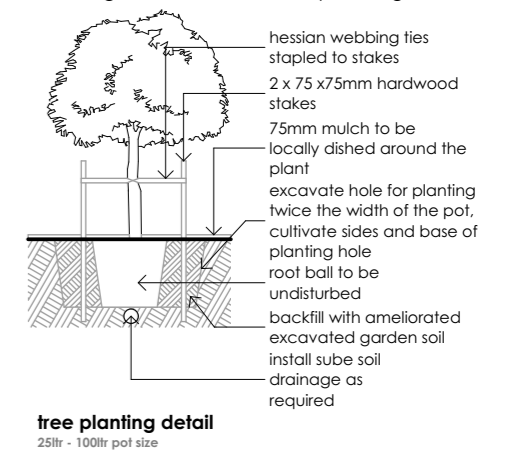 hessian webbing ties
stapled to stakes
2 x 75 x75mm hardwood
stakes
75mm mulch to be
locally dished around the
plant
excavate hole for planting
twice the width of the pot,
cultivate sides and base of
planting hole
root ball to be
undisturbed
backfill with ameliorated
excavated garden soil
install sube soil
drainage as
required
tree planting detail
25ltr - 100ltr pot size